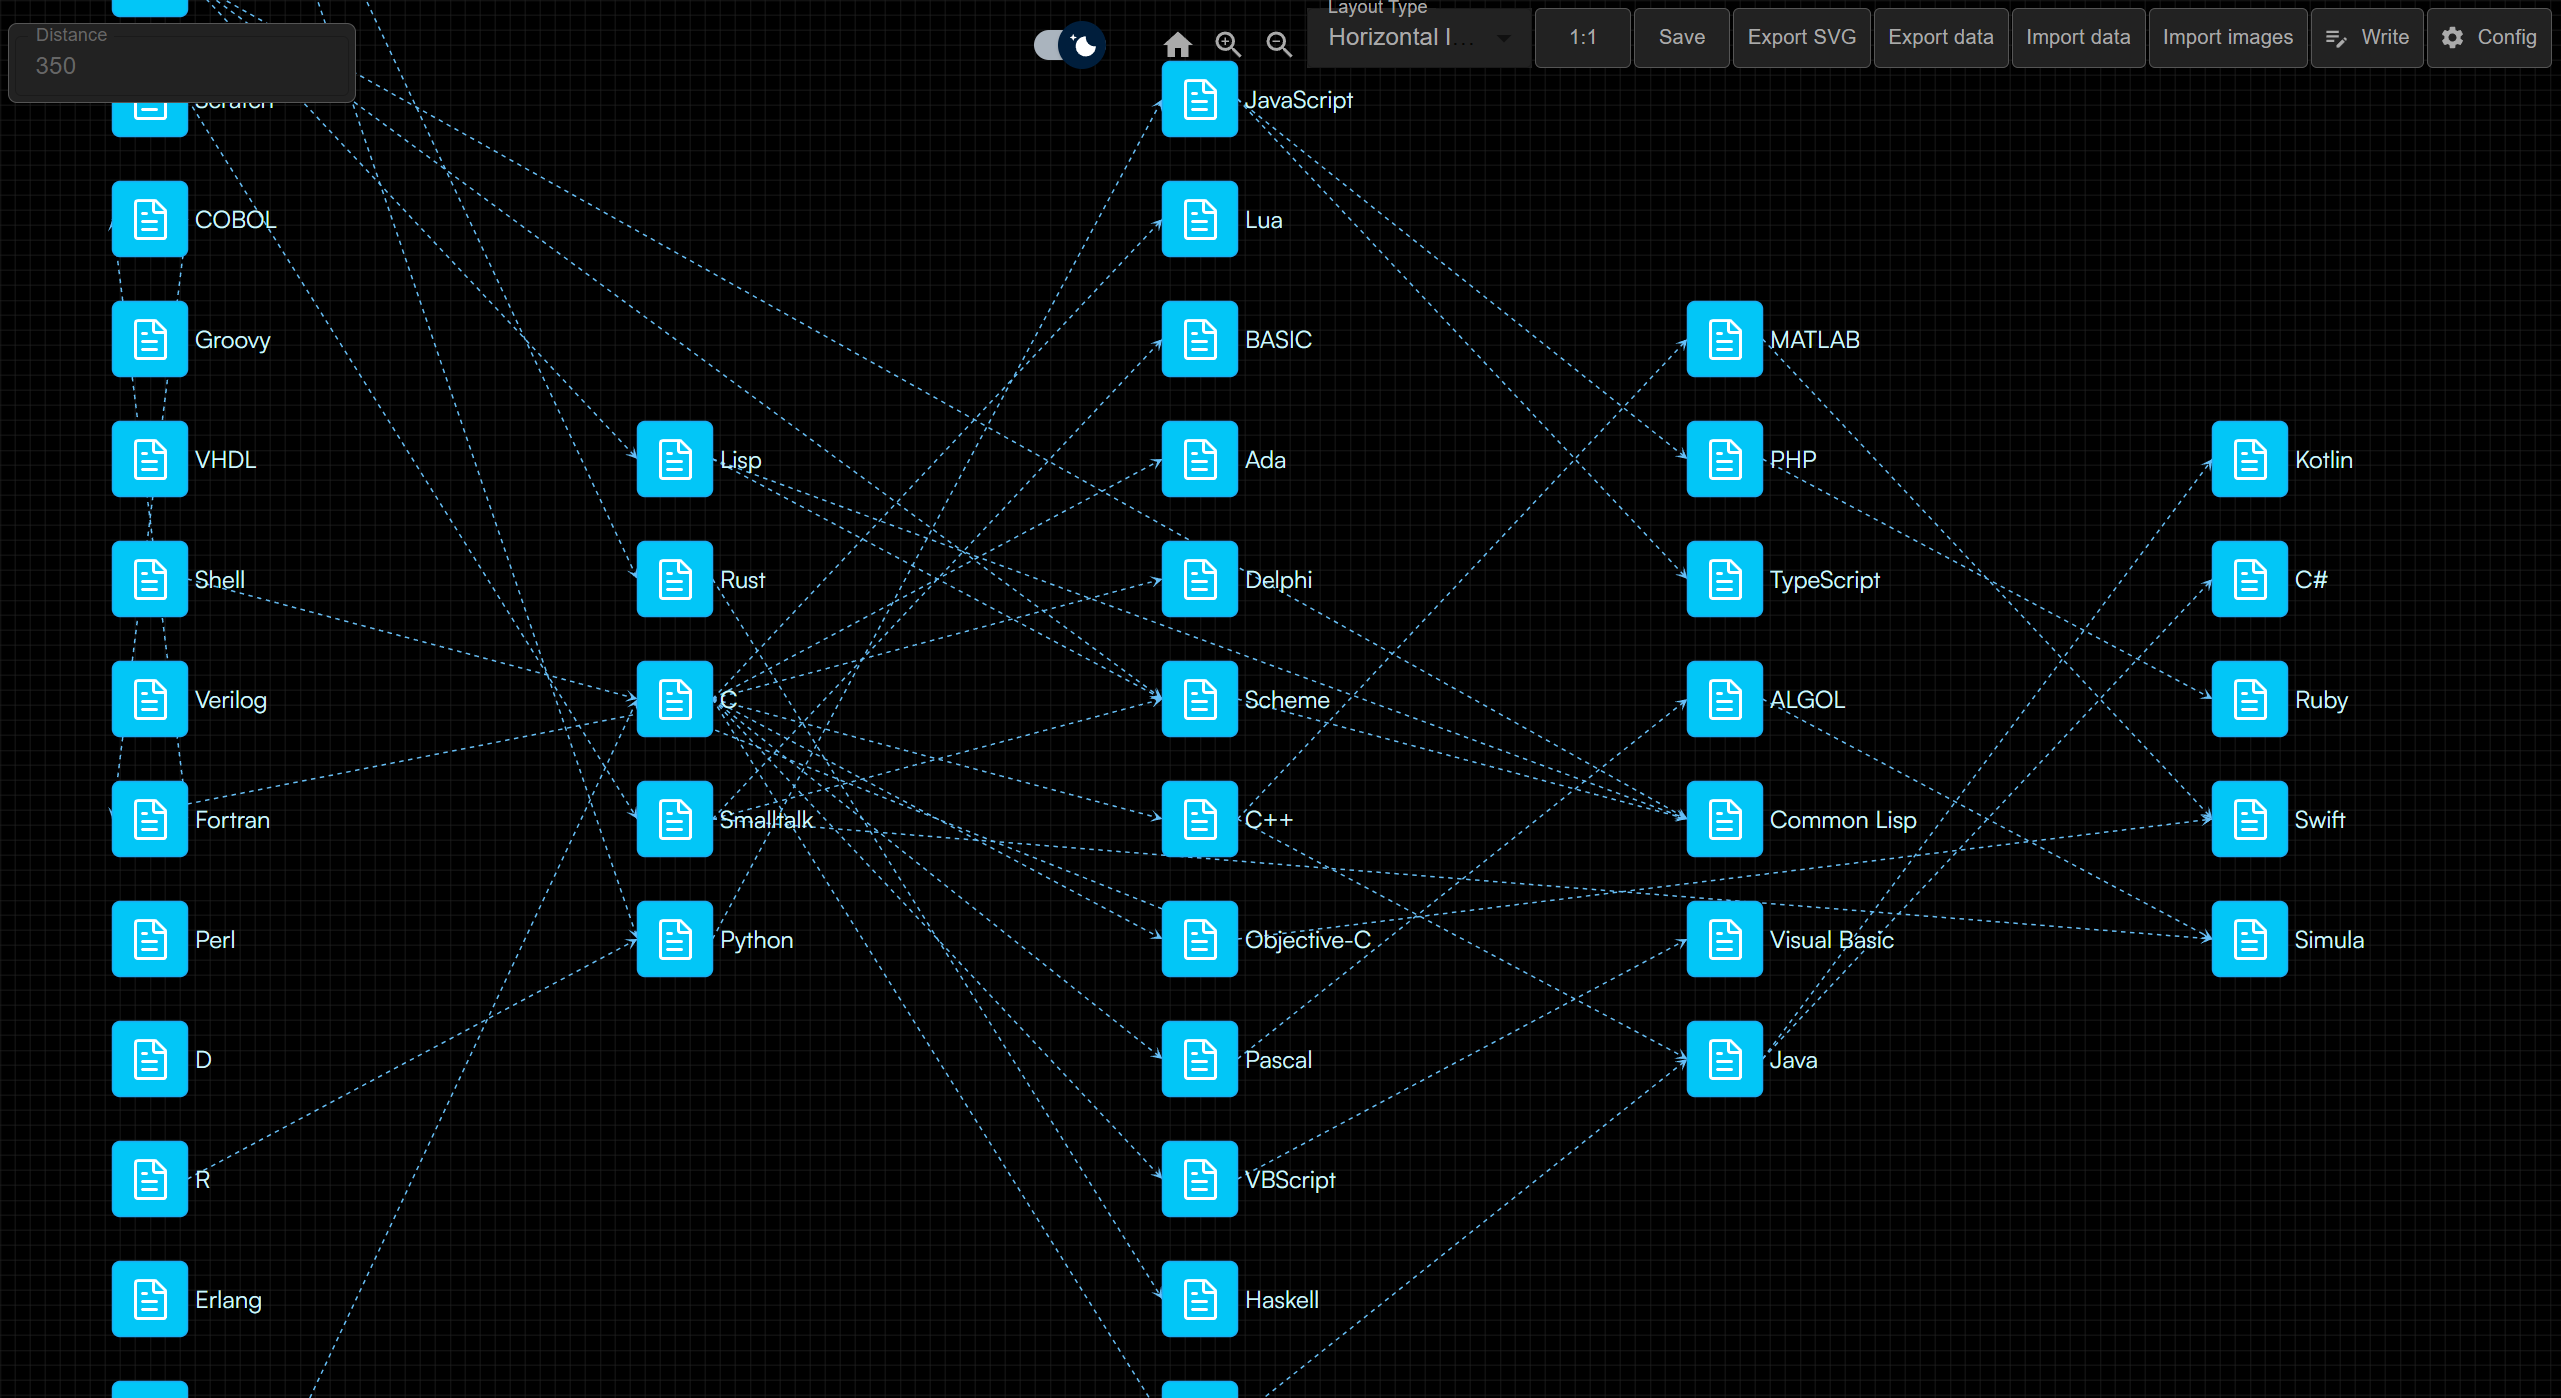 Distance
350
Layout Type
Horizontal l...
1:1
Save
Export SVG
Export data
Import data
Import images
Write
Config
Scratch
COBOL
Groovy
VHDL
Shell
Verilog
Fortran
Perl
D
R
Erlang
Lisp
Rust
C
Smalltalk
Python
JavaScript
Lua
BASIC
Ada
Delphi
Scheme
C++
Objective-C
Pascal
VBScript
Haskell
MATLAB
PHP
TypeScript
ALGOL
Common Lisp
Visual Basic
Java
Kotlin
C#
Ruby
Swift
Simula